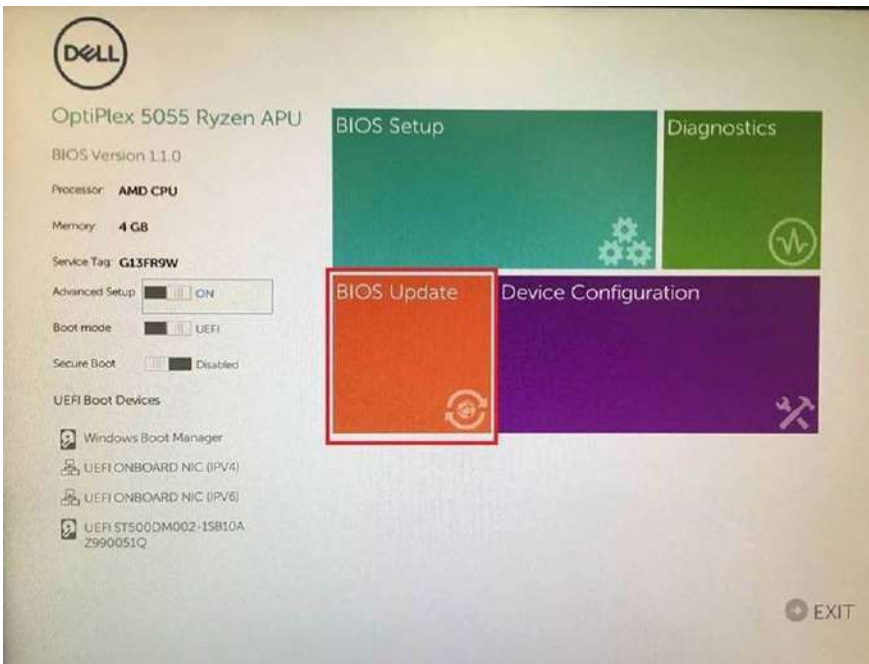 DELL
OptiPlex 5055 Ryzen APU
BIOS Version 1.1.0
Processor: AMD CPU
Memory: 4 GB
Service Tag: G13FR9W
Advanced Setup ON
Boot mode UEFI
Secure Boot Disabled
UEFI Boot Devices
Windows Boot Manager
UEFI ONBOARD NIC (IPV4)
UEFI ONBOARD NIC (IPV6)
UEFI ST500DM002-1SB10A
Z990051Q
BIOS Setup
Diagnostics
BIOS Update
Device Configuration
EXIT